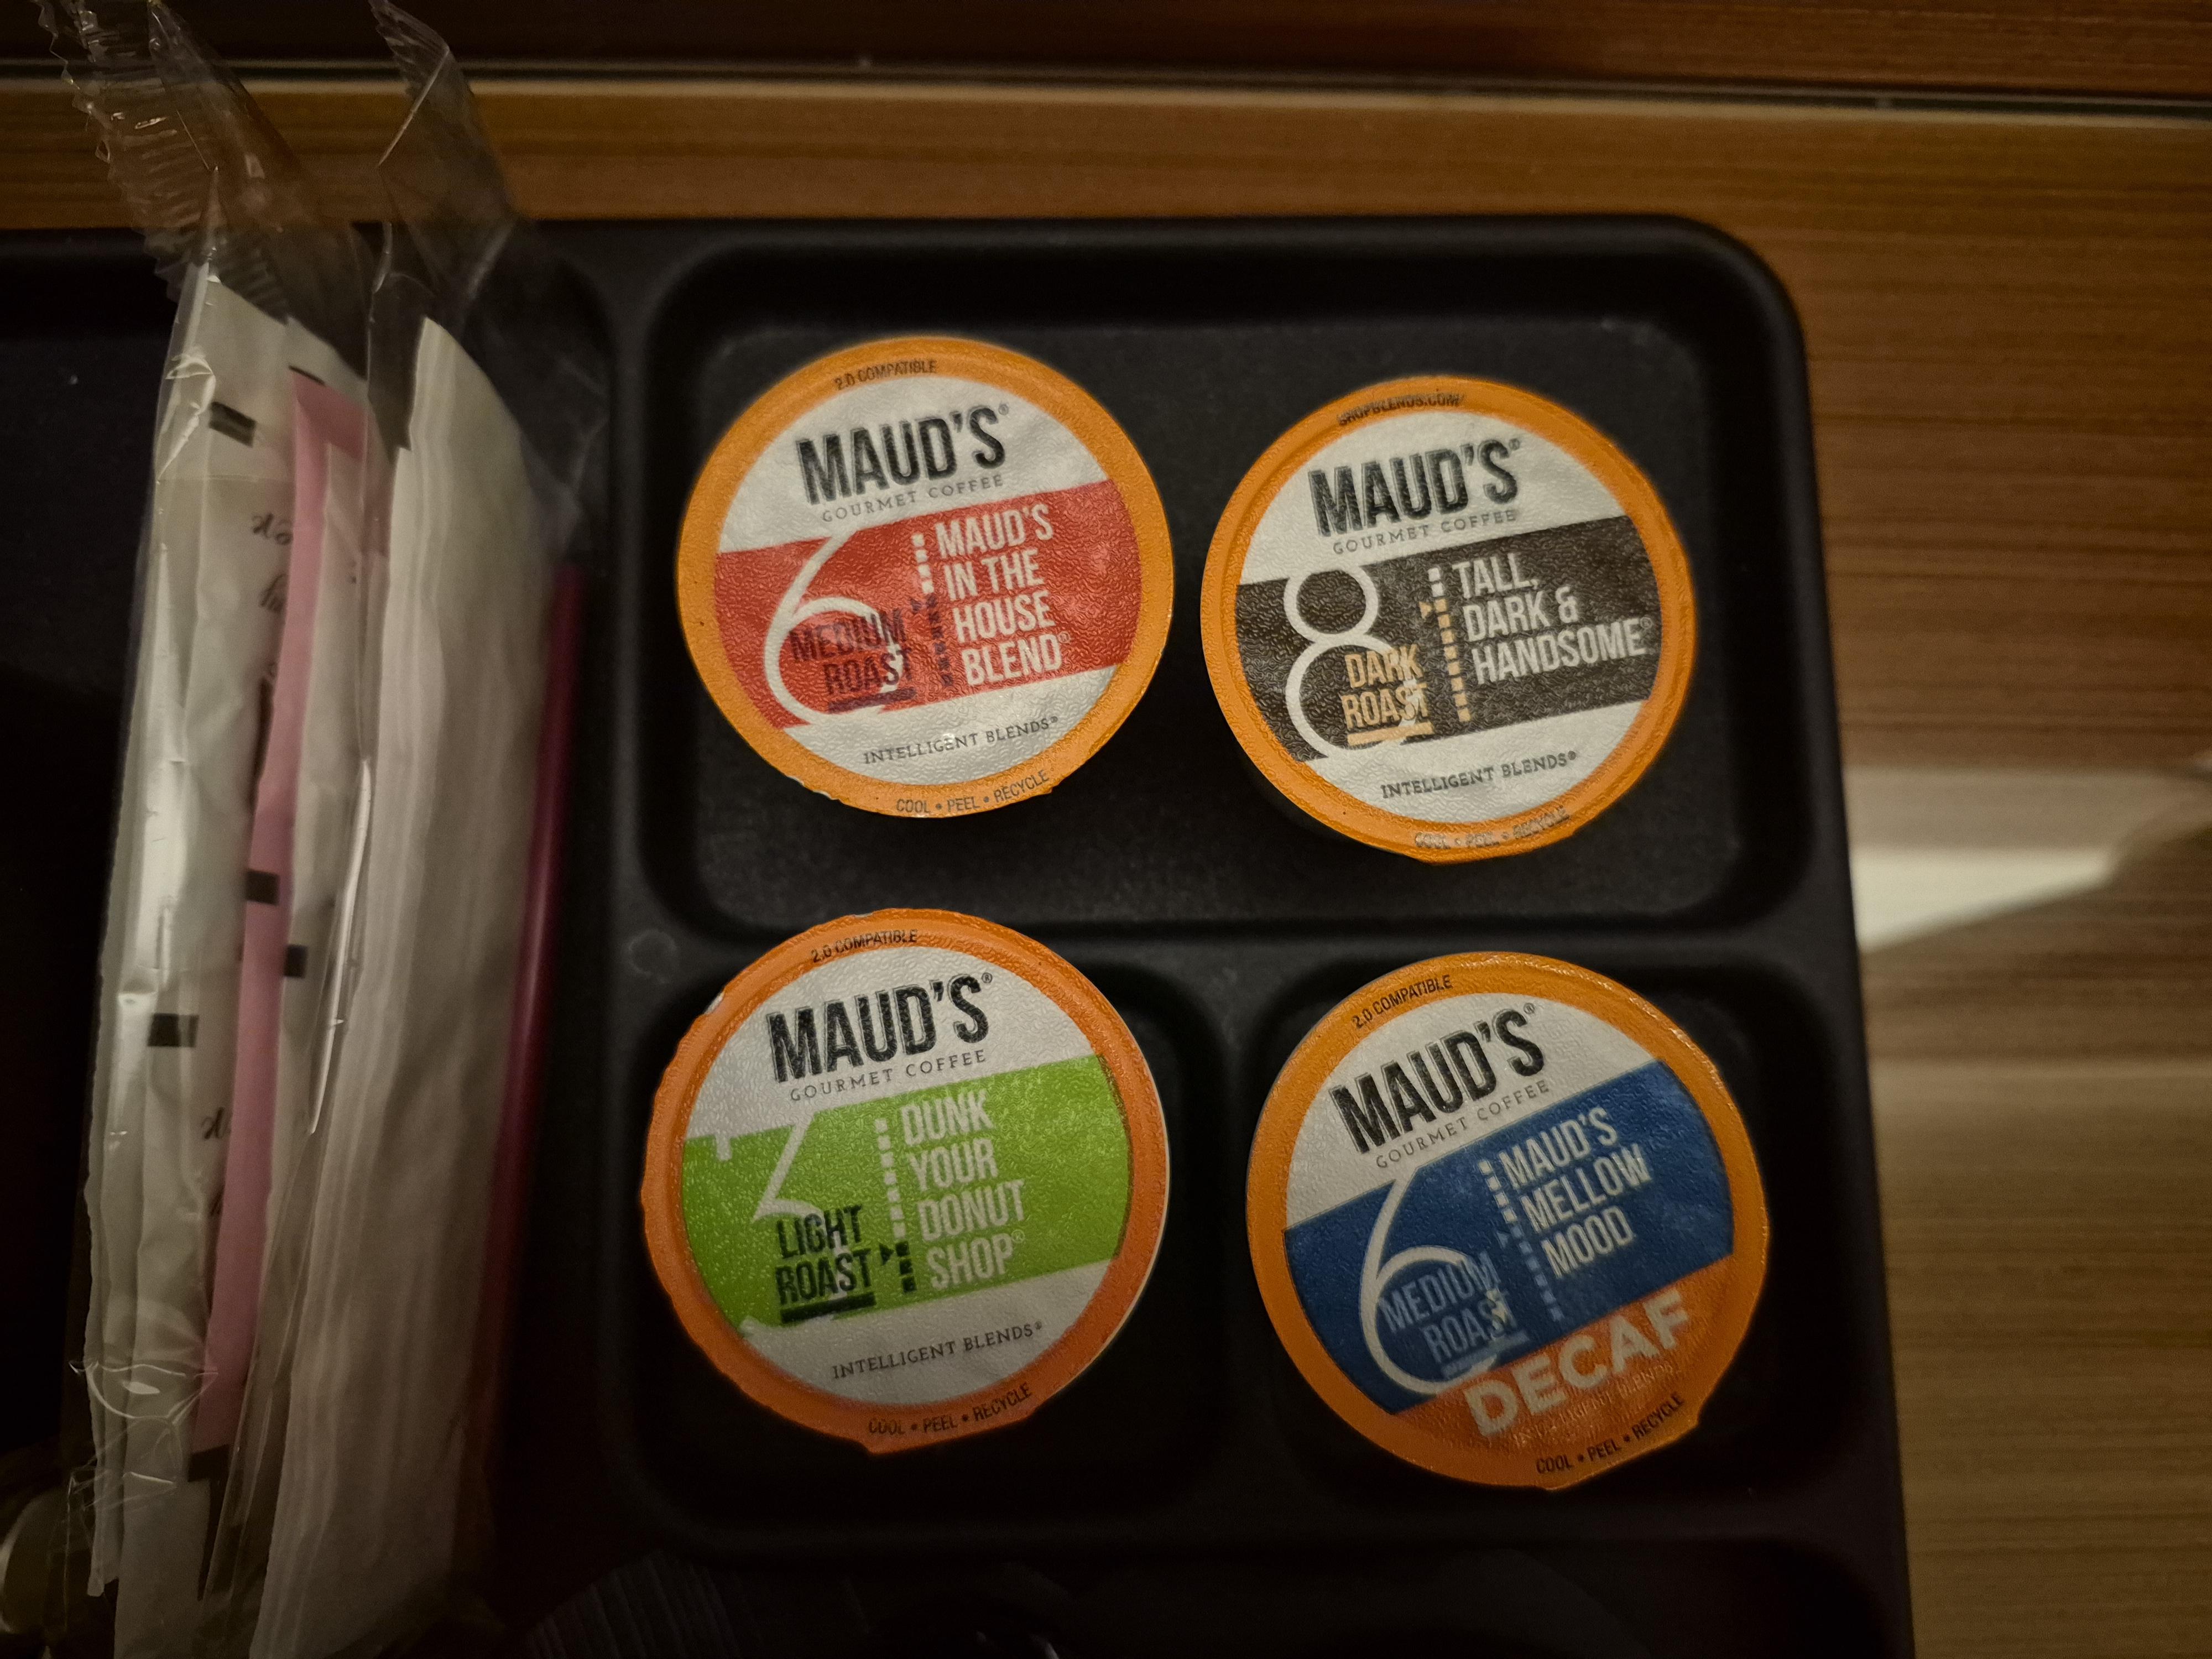 2.0 COMPATIBLE
MAUD'S®
GOURMET COFFEE
6
MEDIUM
ROAST
MAUD'S
IN THE
HOUSE
BLEND®
INTELLIGENT BLENDS®
COOL • PEEL • RECYCLE
SHOPBLENDS.COM
MAUD'S®
GOURMET COFFEE
8
DARK
ROAST
TALL,
DARK &
HANDSOME®
INTELLIGENT BLENDS®
COOL • PEEL • RECYCLE
2.0 COMPATIBLE
MAUD'S®
GOURMET COFFEE
LIGHT
ROAST
DUNK
YOUR
DONUT
SHOP®
INTELLIGENT BLENDS®
COOL • PEEL • RECYCLE
2.0 COMPATIBLE
MAUD'S®
GOURMET COFFEE
6
MEDIUM
ROAST
MAUD'S
MELLOW
MOOD
DECAF
INTELLIGENT BLENDS
COOL • PEEL • RECYCLE